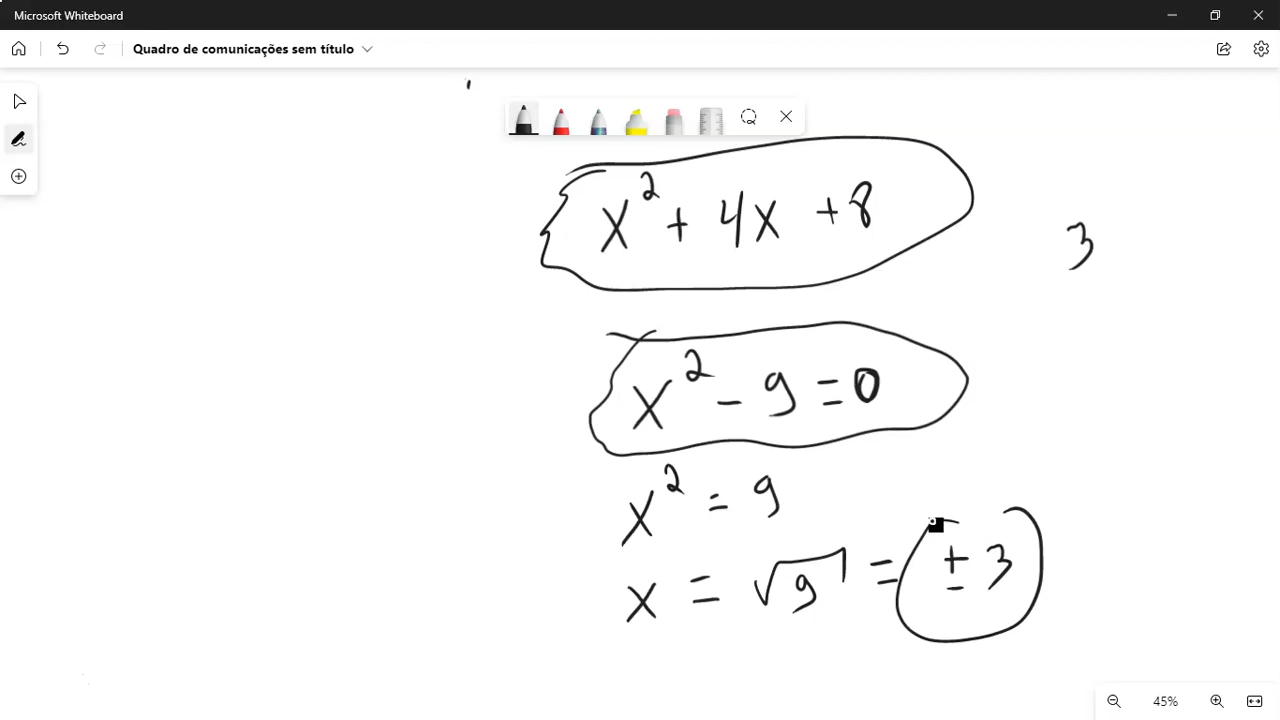 Microsoft Whiteboard
Quadro de comunicações sem título
x² + 4x + 8
3
x² - 9 = 0
x² = 9
x = √9 = ± 3
45%